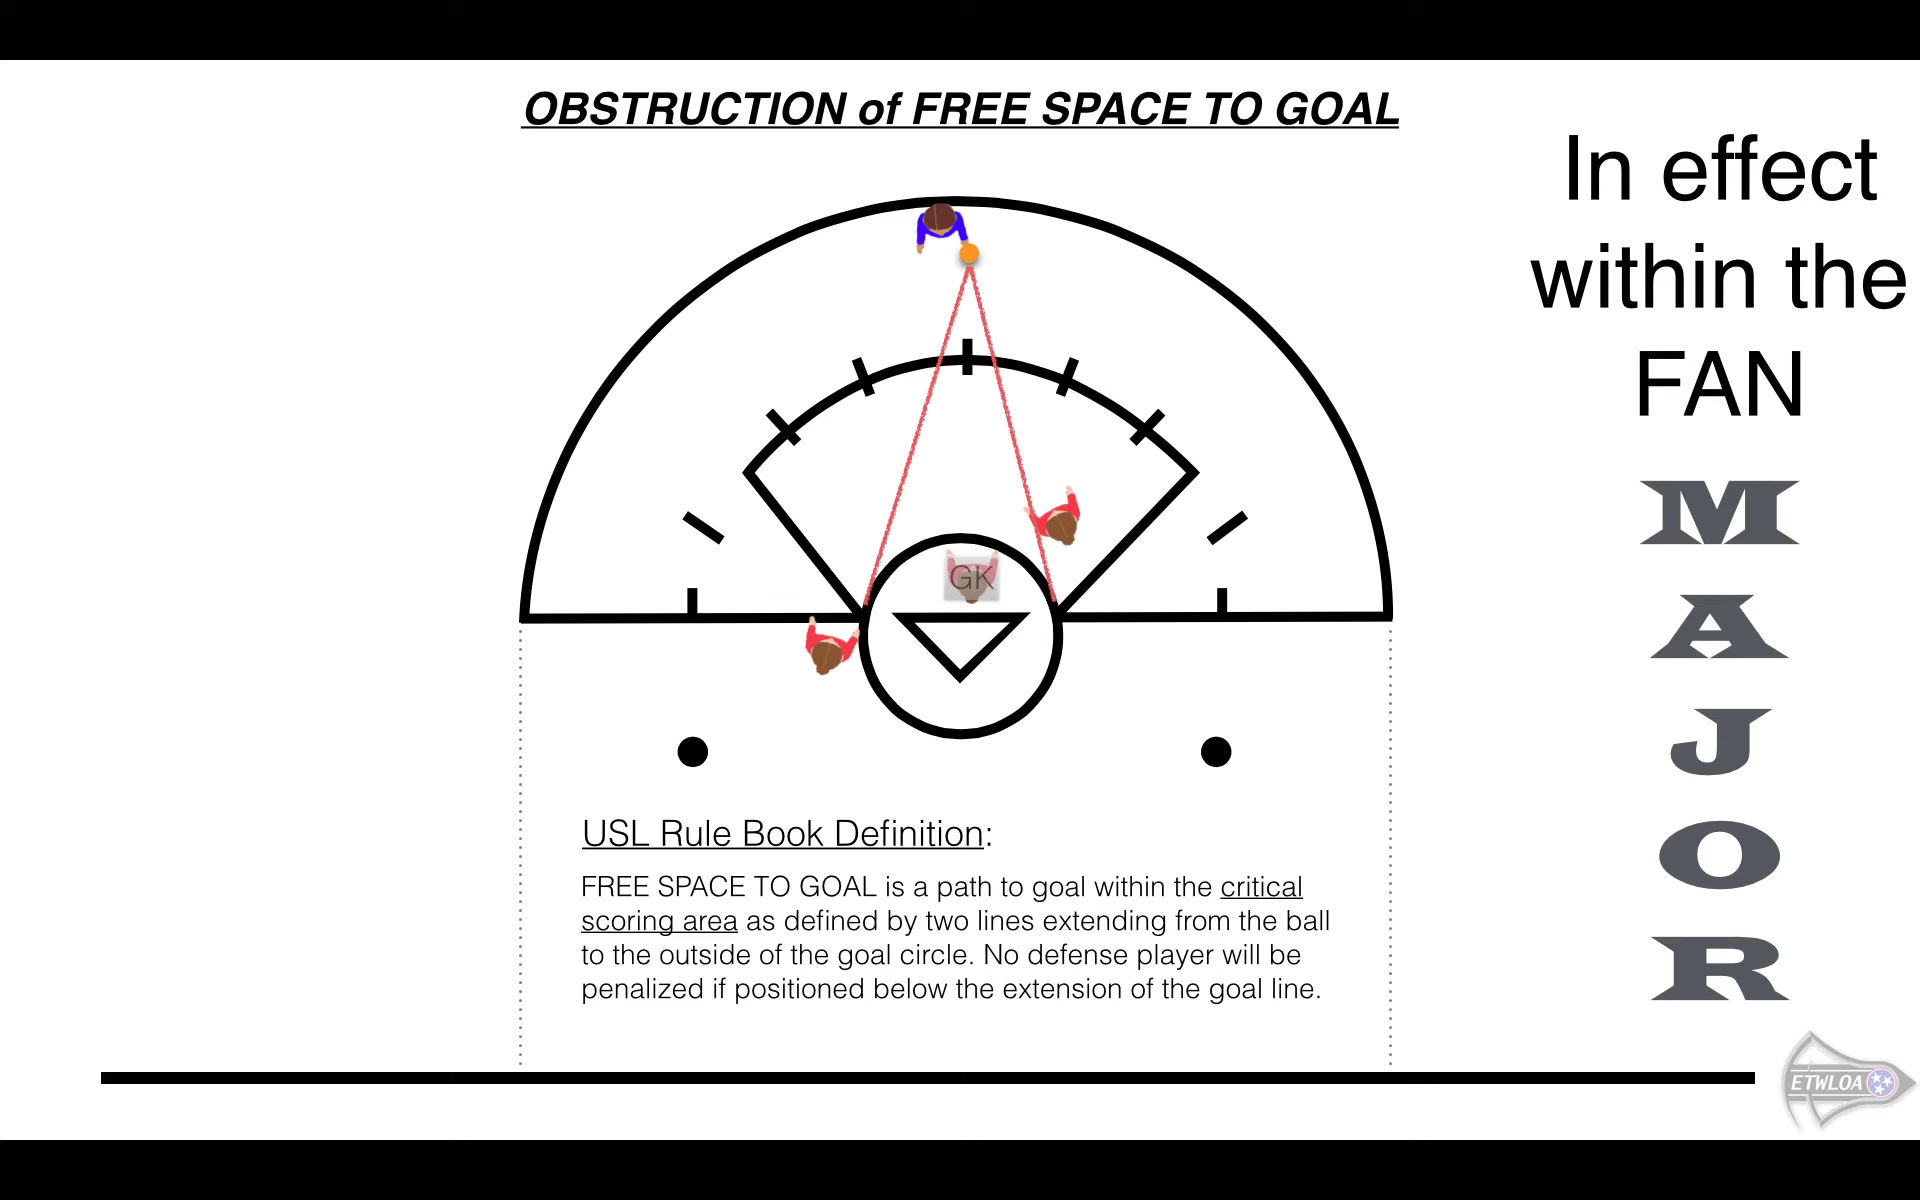 OBSTRUCTION of FREE SPACE TO GOAL
In effect
within the
FAN
M
A
J
O
R
GK
USL Rule Book Definition:
FREE SPACE TO GOAL is a path to goal within the critical
scoring area as defined by two lines extending from the ball
to the outside of the goal circle. No defense player will be
penalized if positioned below the extension of the goal line.
ETWLOA